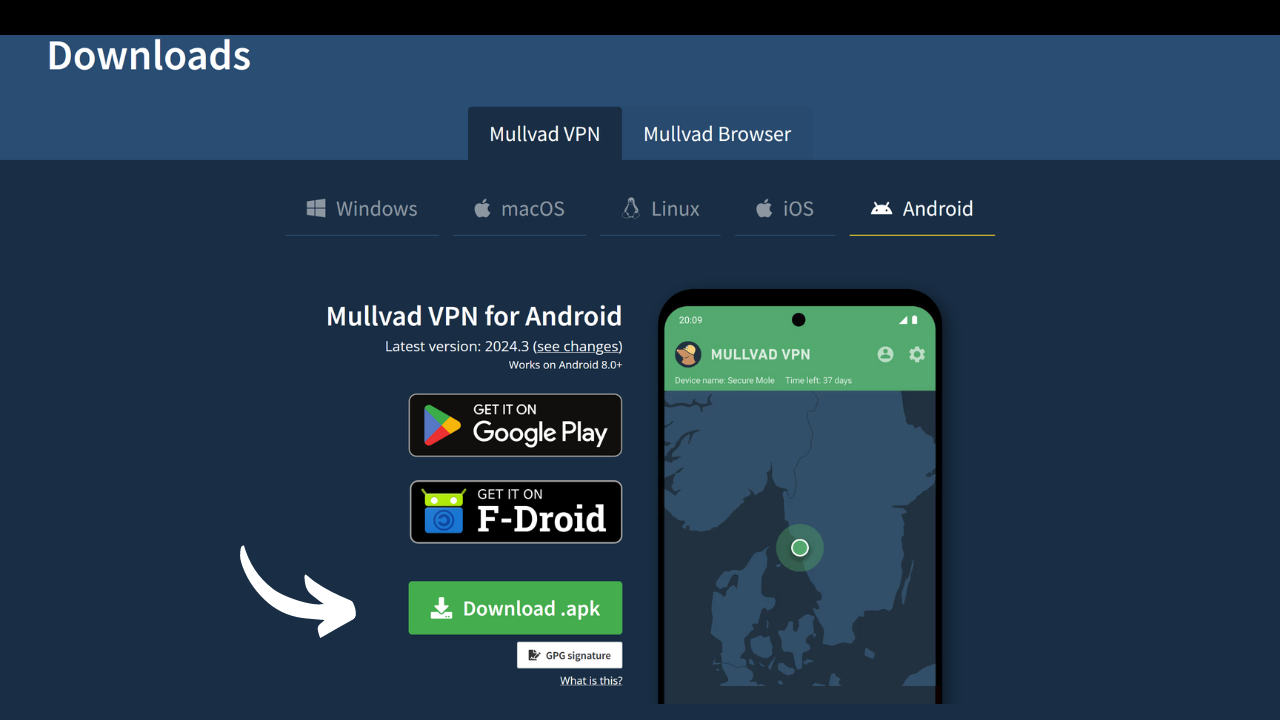 Downloads
Mullvad VPN
Mullvad Browser
Windows
macOS
Linux
iOS
Android
Mullvad VPN for Android
Latest version: 2024.3 (see changes)
Works on Android 8.0+
GET IT ON
Google Play
GET IT ON
F-Droid
Download .apk
GPG signature
What is this?
20:09
MULLVAD VPN
Device name: Secure Mole Time left: 37 days